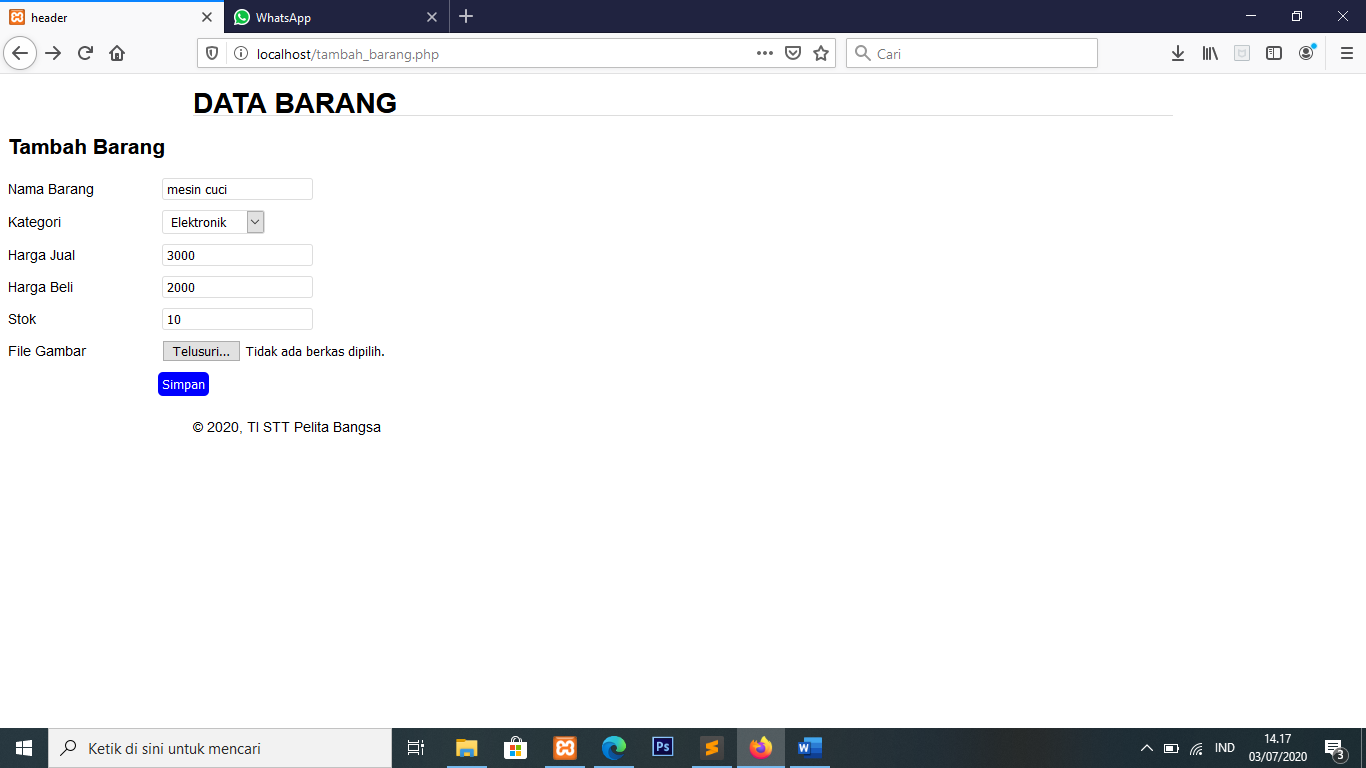 header
WhatsApp
localhost/tambah_barang.php
Cari
DATA BARANG
Tambah Barang
Nama Barang mesin cuci
Kategori Elektronik
Harga Jual 3000
Harga Beli 2000
Stok 10
File Gambar Telusuri... Tidak ada berkas dipilih.
Simpan
© 2020, TI STT Pelita Bangsa
Ketik di sini untuk mencari
Ps
W
IND
14.17
03/07/2020
3